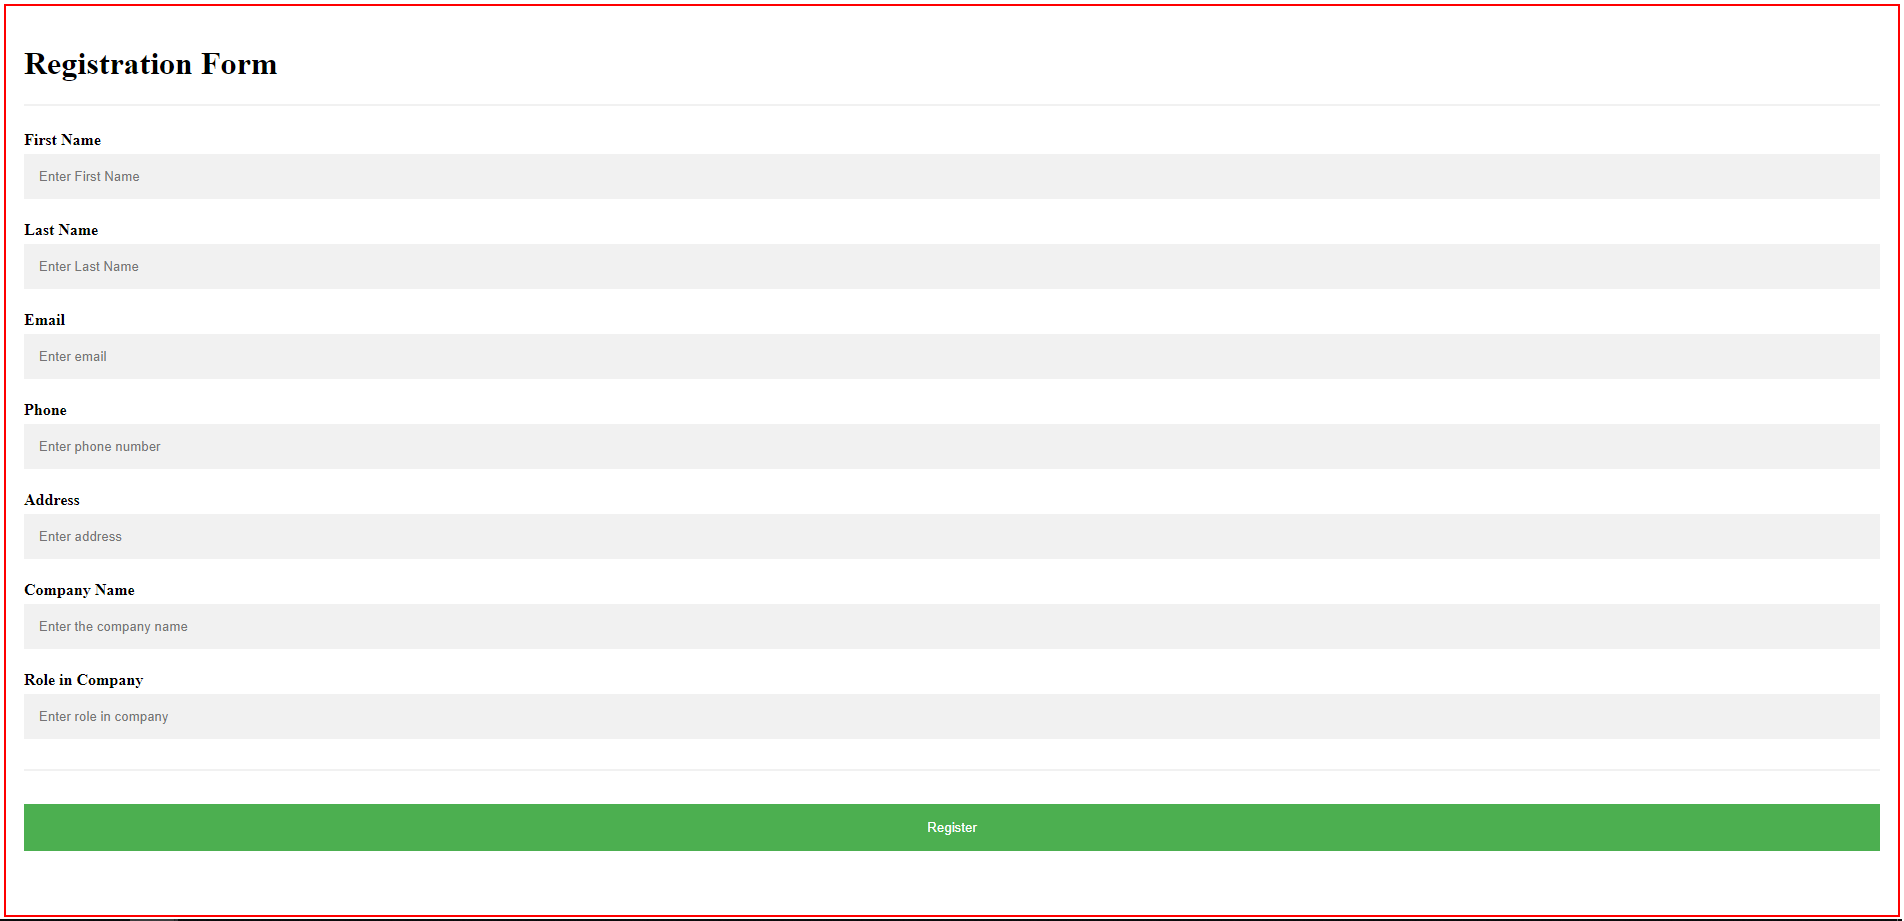 Registration Form
First Name
Enter First Name
Last Name
Enter Last Name
Email
Enter email
Phone
Enter phone number
Address
Enter address
Company Name
Enter the company name
Role in Company
Enter role in company
Register